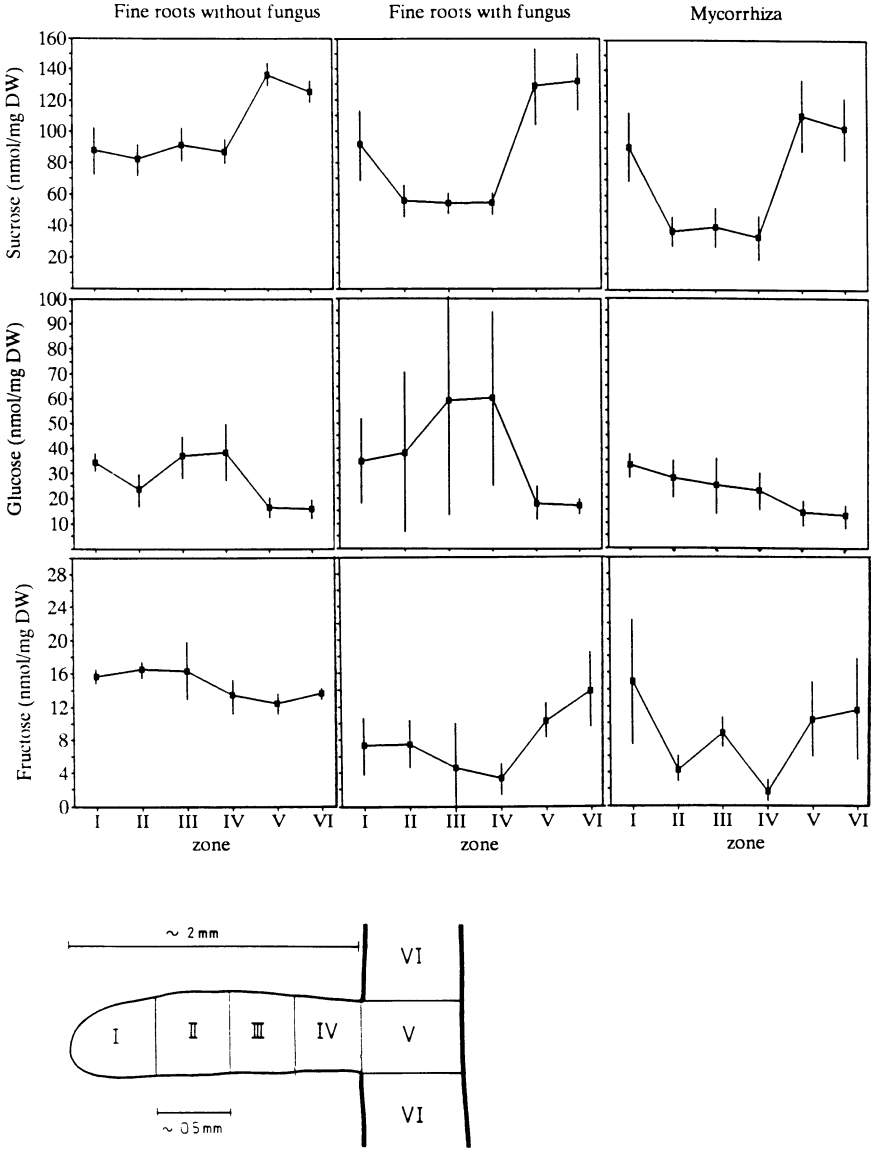 Fine roots without fungus
Fine roots with fungus
Mycorrhiza
Sucrose (nmol/mg DW)
160
140
120
100
80
60
40
20
Glucose (nmol/mg DW)
100
90
80
70
60
50
40
30
20
10
Fructose (nmol/mg DW)
28
24
20
16
12
8
4
0
I II III IV V VI
I II III IV V VI
I II III IV V VI
zone
zone
zone
~ 2 mm
VI
I II III IV V
VI
~ 0.5 mm